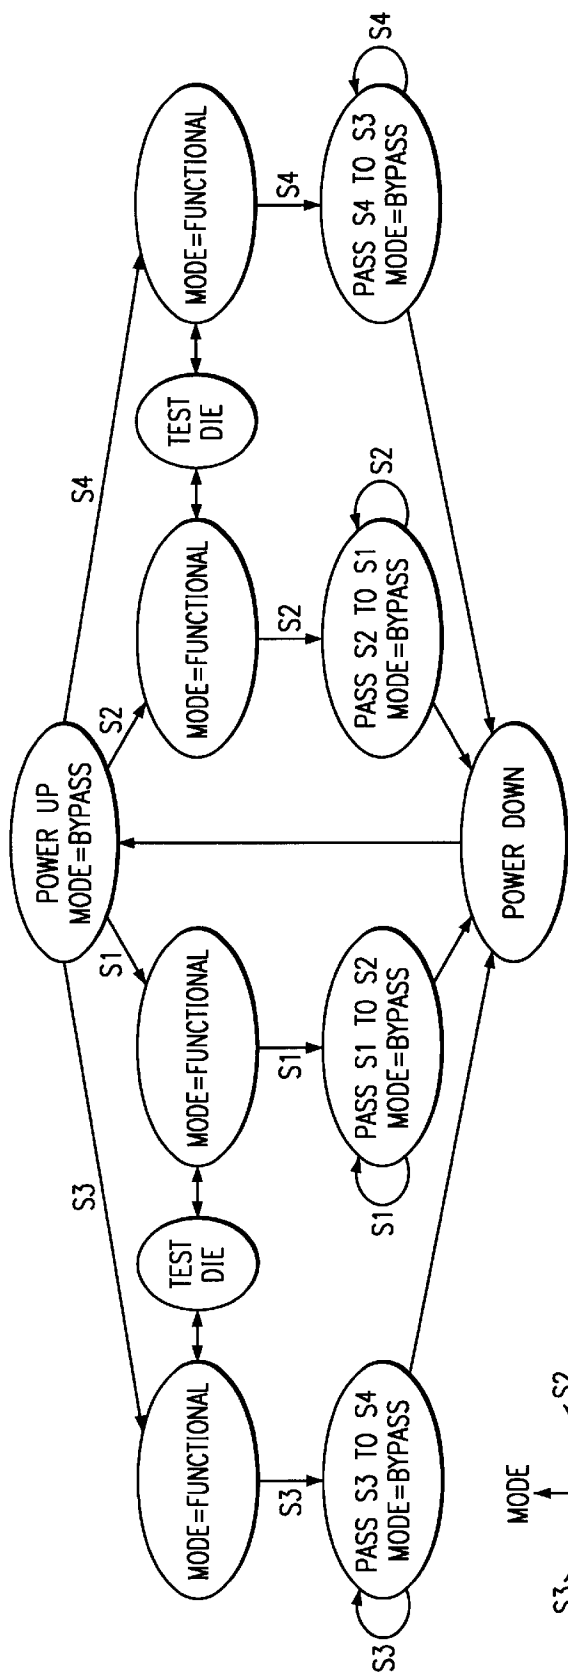 POWER UP
MODE=BYPASS
S3
S1
S2
S4
MODE=FUNCTIONAL
TEST
DIE
MODE=FUNCTIONAL
MODE=FUNCTIONAL
TEST
DIE
MODE=FUNCTIONAL
S3
S1
S2
S4
S3
PASS S3 TO S4
MODE=BYPASS
S1
PASS S1 TO S2
MODE=BYPASS
PASS S2 TO S1
MODE=BYPASS
S2
PASS S4 TO S3
MODE=BYPASS
S4
POWER DOWN
MODE
S3
S2